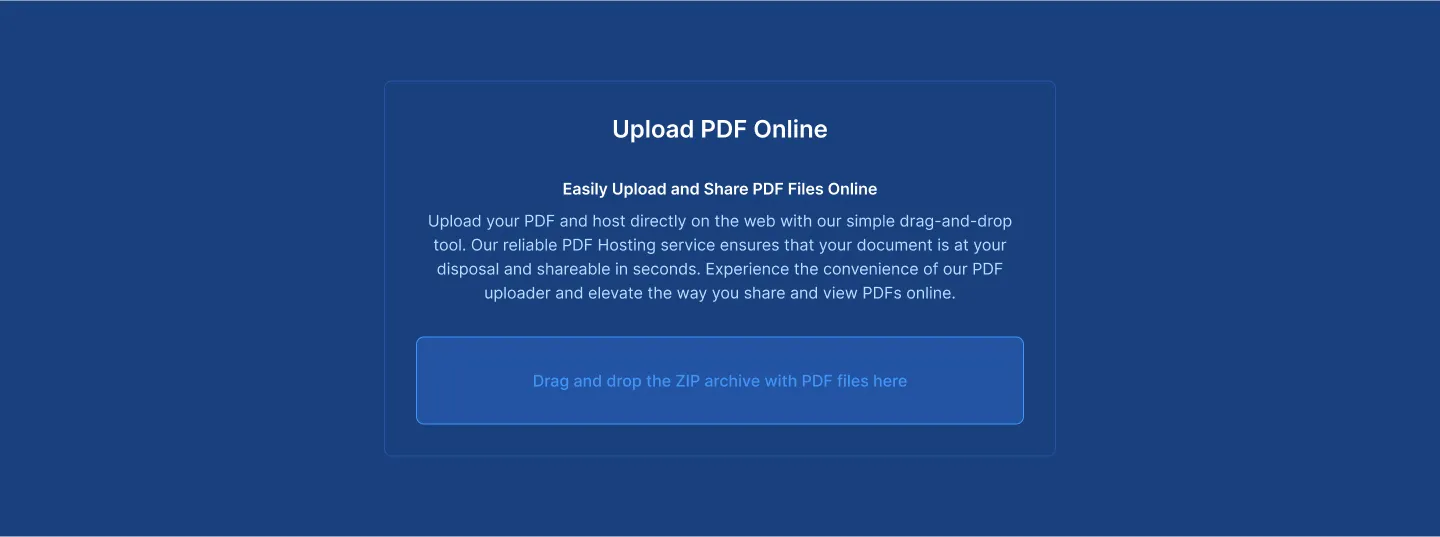 Upload PDF Online
Easily Upload and Share PDF Files Online
Upload your PDF and host directly on the web with our simple drag-and-drop
tool. Our reliable PDF Hosting service ensures that your document is at your
disposal and shareable in seconds. Experience the convenience of our PDF
uploader and elevate the way you share and view PDFs online.
Drag and drop the ZIP archive with PDF files here